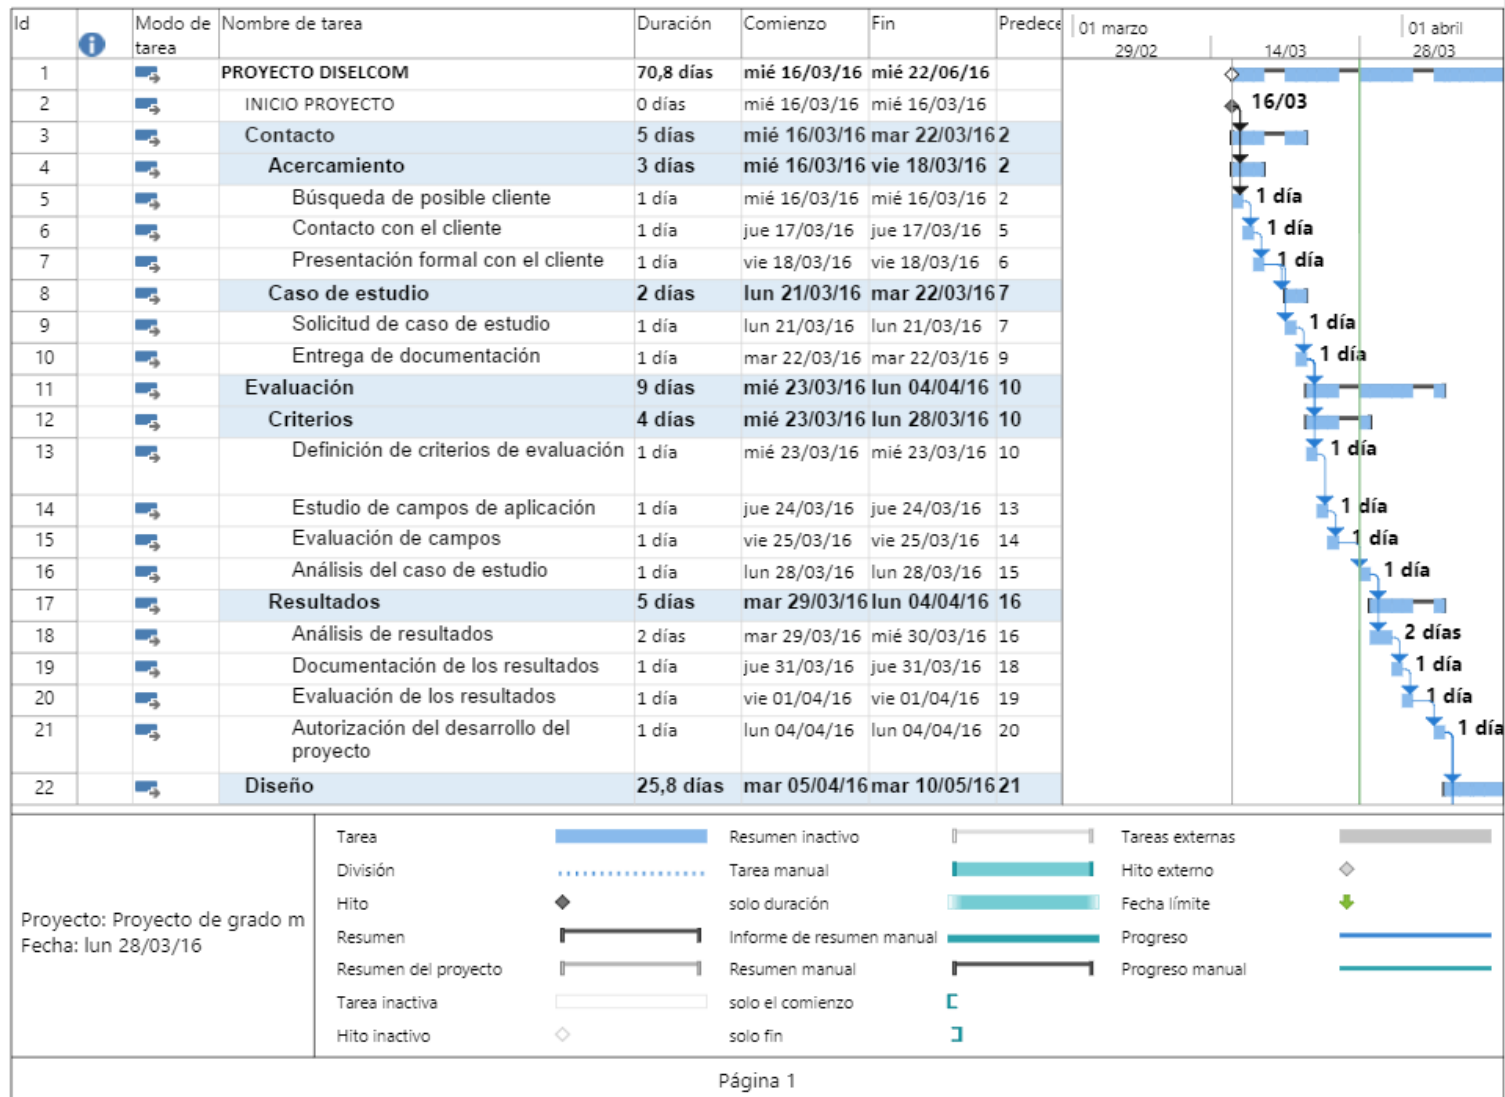 Id Modo de tarea Nombre de tarea Duración Comienzo Fin Predece 01 marzo 01 abril
29/02 14/03 28/03
1 PROYECTO DISELCOM 70,8 días mié 16/03/16 mié 22/06/16
2 INICIO PROYECTO 0 días mié 16/03/16 mié 16/03/16 16/03
3 Contacto 5 días mié 16/03/16 mar 22/03/16 2
4 Acercamiento 3 días mié 16/03/16 vie 18/03/16 2
5 Búsqueda de posible cliente 1 día mié 16/03/16 mié 16/03/16 2 1 día
6 Contacto con el cliente 1 día jue 17/03/16 jue 17/03/16 5 1 día
7 Presentación formal con el cliente 1 día vie 18/03/16 vie 18/03/16 6 1 día
8 Caso de estudio 2 días lun 21/03/16 mar 22/03/16 7
9 Solicitud de caso de estudio 1 día lun 21/03/16 lun 21/03/16 7 1 día
10 Entrega de documentación 1 día mar 22/03/16 mar 22/03/16 9 1 día
11 Evaluación 9 días mié 23/03/16 lun 04/04/16 10
12 Criterios 4 días mié 23/03/16 lun 28/03/16 10
13 Definición de criterios de evaluación 1 día mié 23/03/16 mié 23/03/16 10 1 día
14 Estudio de campos de aplicación 1 día jue 24/03/16 jue 24/03/16 13 1 día
15 Evaluación de campos 1 día vie 25/03/16 vie 25/03/16 14 1 día
16 Análisis del caso de estudio 1 día lun 28/03/16 lun 28/03/16 15 1 día
17 Resultados 5 días mar 29/03/16 lun 04/04/16 16
18 Análisis de resultados 2 días mar 29/03/16 mié 30/03/16 16 2 días
19 Documentación de los resultados 1 día jue 31/03/16 jue 31/03/16 18 1 día
20 Evaluación de los resultados 1 día vie 01/04/16 vie 01/04/16 19 1 día
21 Autorización del desarrollo del 1 día lun 04/04/16 lun 04/04/16 20 1 día
proyecto
22 Diseño 25,8 días mar 05/04/16 mar 10/05/16 21
Proyecto: Proyecto de grado m
Fecha: lun 28/03/16
Tarea Resumen inactivo Tareas externas
División Tarea manual Hito externo
Hito solo duración Fecha límite
Resumen Informe de resumen manual Progreso
Resumen del proyecto Resumen manual Progreso manual
Tarea inactiva solo el comienzo
Hito inactivo solo fin
Página 1